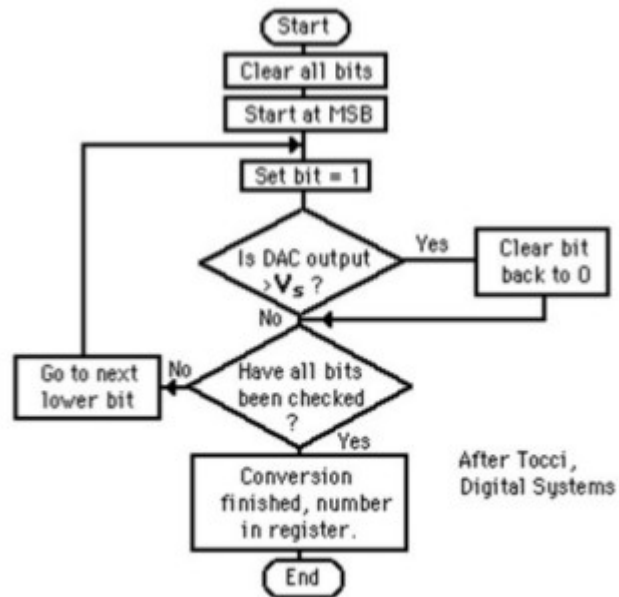 Start
Clear all bits
Start at MSB
Set bit = 1
Is DAC output
>Vs ?
Yes
Clear bit
back to 0
No
Have all bits
been checked
?
No
Go to next
lower bit
Yes
Conversion
finished, number
in register.
End
After Tocci,
Digital Systems